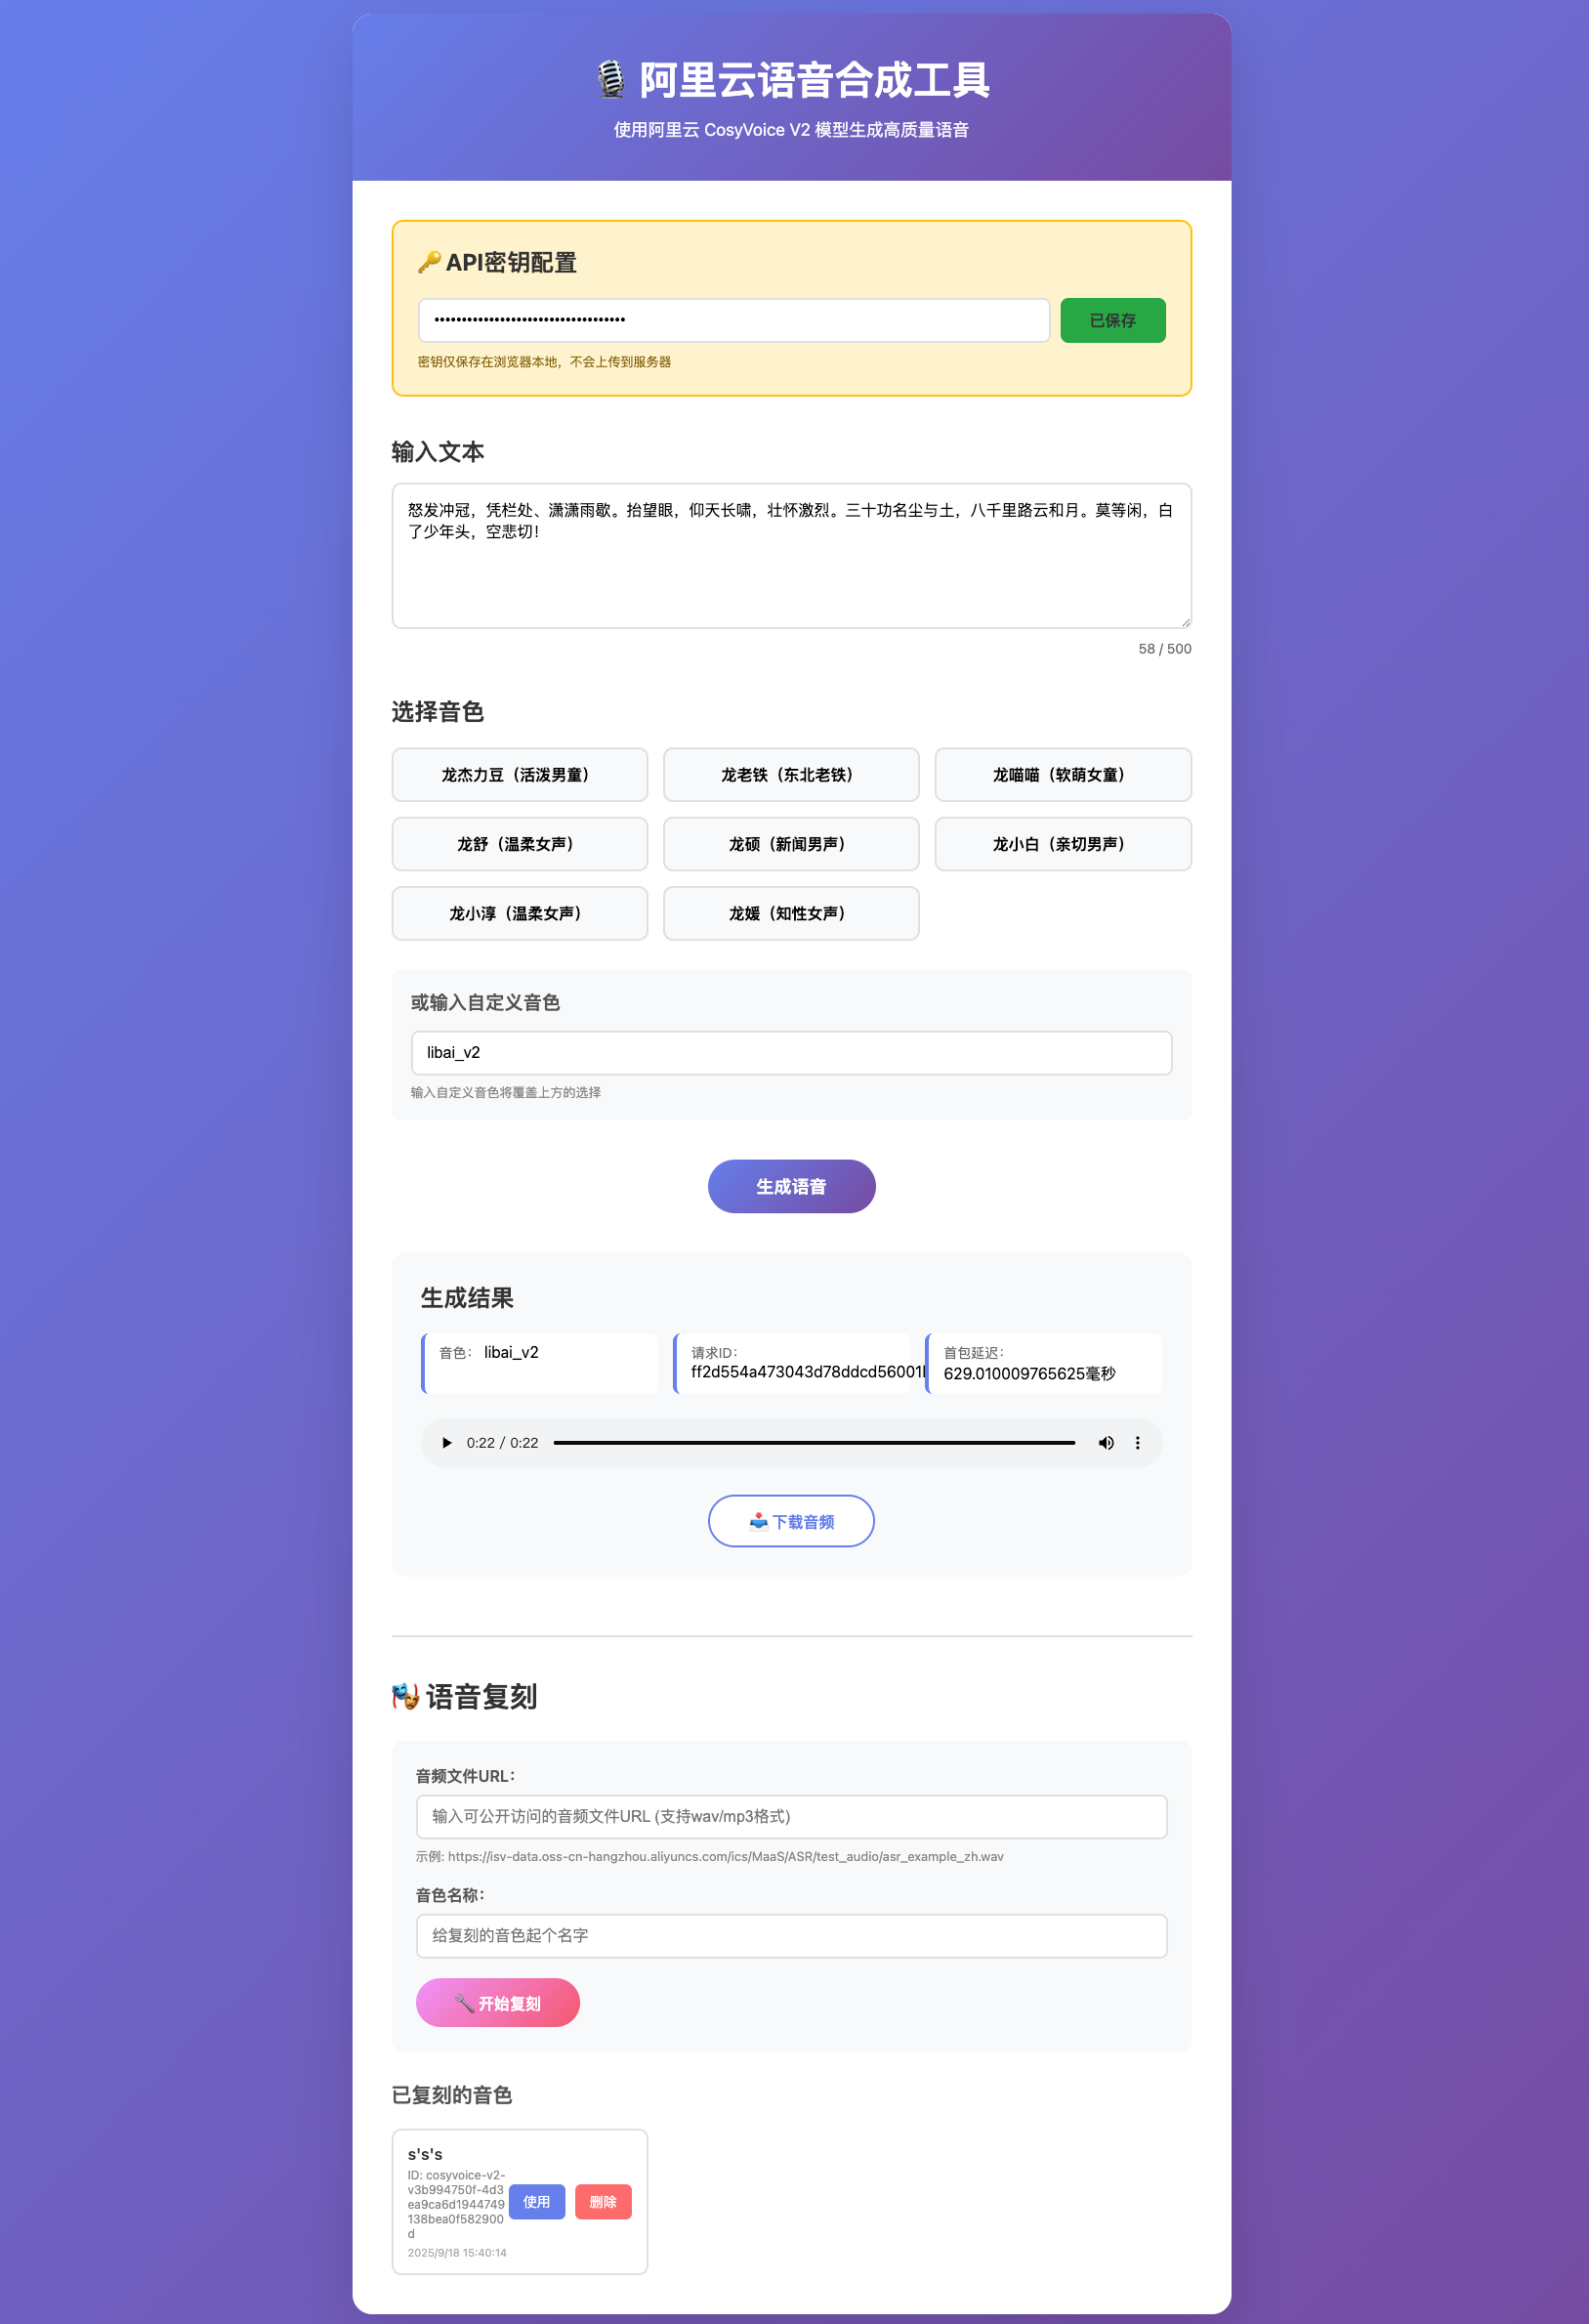 阿里云语音合成工具
使用阿里云 CosyVoice V2 模型生成高质量语音
API密钥配置
••••••••••••••••••••••••••••••••••• 已保存
密钥仅保存在浏览器本地，不会上传到服务器
输入文本
怒发冲冠，凭栏处、潇潇雨歇。抬望眼，仰天长啸，壮怀激烈。三十功名尘与土，八千里路云和月。莫等闲，白
了少年头，空悲切！
58 / 500
选择音色
龙杰力豆（活泼男童） 龙老铁（东北老铁） 龙喵喵（软萌女童）
龙舒（温柔女声） 龙硕（新闻男声） 龙小白（亲切男声）
龙小淳（温柔女声） 龙媛（知性女声）
或输入自定义音色
libai_v2
输入自定义音色将覆盖上方的选择
生成语音
生成结果
音色： libai_v2 请求ID： 首包延迟：
ff2d554a473043d78ddcd56001 629.010009765625毫秒
0:22 / 0:22
下载音频
语音复刻
音频文件URL：
输入可公开访问的音频文件URL (支持wav/mp3格式)
示例: https://isv-data.oss-cn-hangzhou.aliyuncs.com/ics/MaaS/ASR/test_audio/asr_example_zh.wav
音色名称：
给复刻的音色起个名字
开始复刻
已复刻的音色
s's's
ID: cosyvoice-v2-
v3b994750f-4d3
ea9ca6d1944749
138bea0f582900
d
使用 删除
2025/9/18 15:40:14